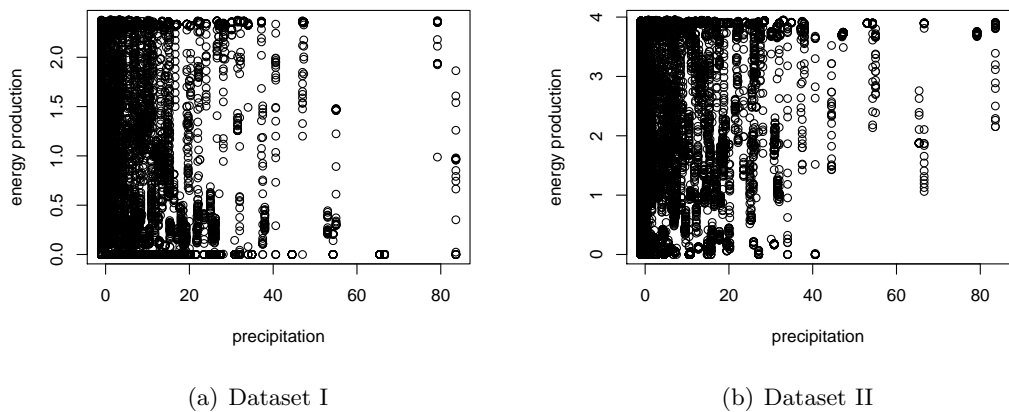 energy production
0.0 0.5 1.0 1.5 2.0
0 20 40 60 80
precipitation
(a) Dataset I
energy production
0 1 2 3 4
0 20 40 60 80
precipitation
(b) Dataset II